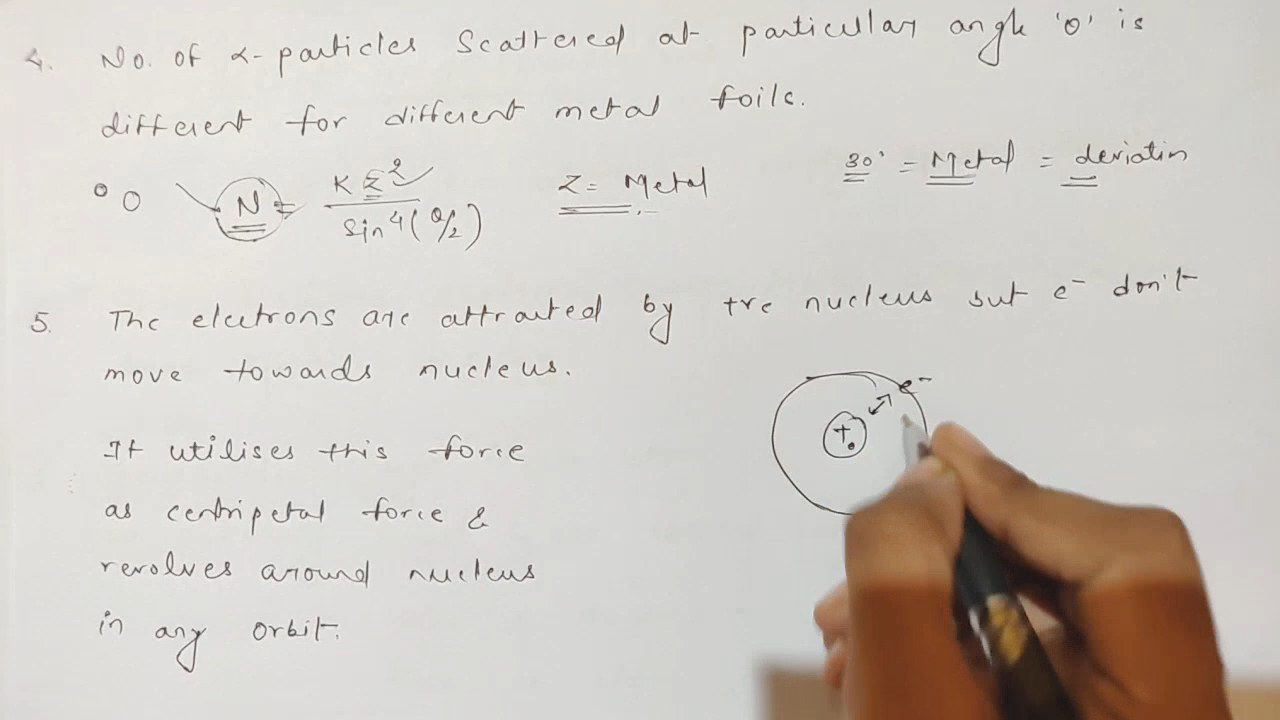 4. No. of α-particles Scattered at particular angle 'θ' is
different for different metal foils.
30° = Metal = deviation
N = KZ² / Sin⁴(θ/2) Z = Metal
5. The electrons are attracted by +ve nucleus but e⁻ don't
move towards nucleus.
e⁻
+
It utilises this force
as centripetal force &
revolves around nucleus
in any orbit.